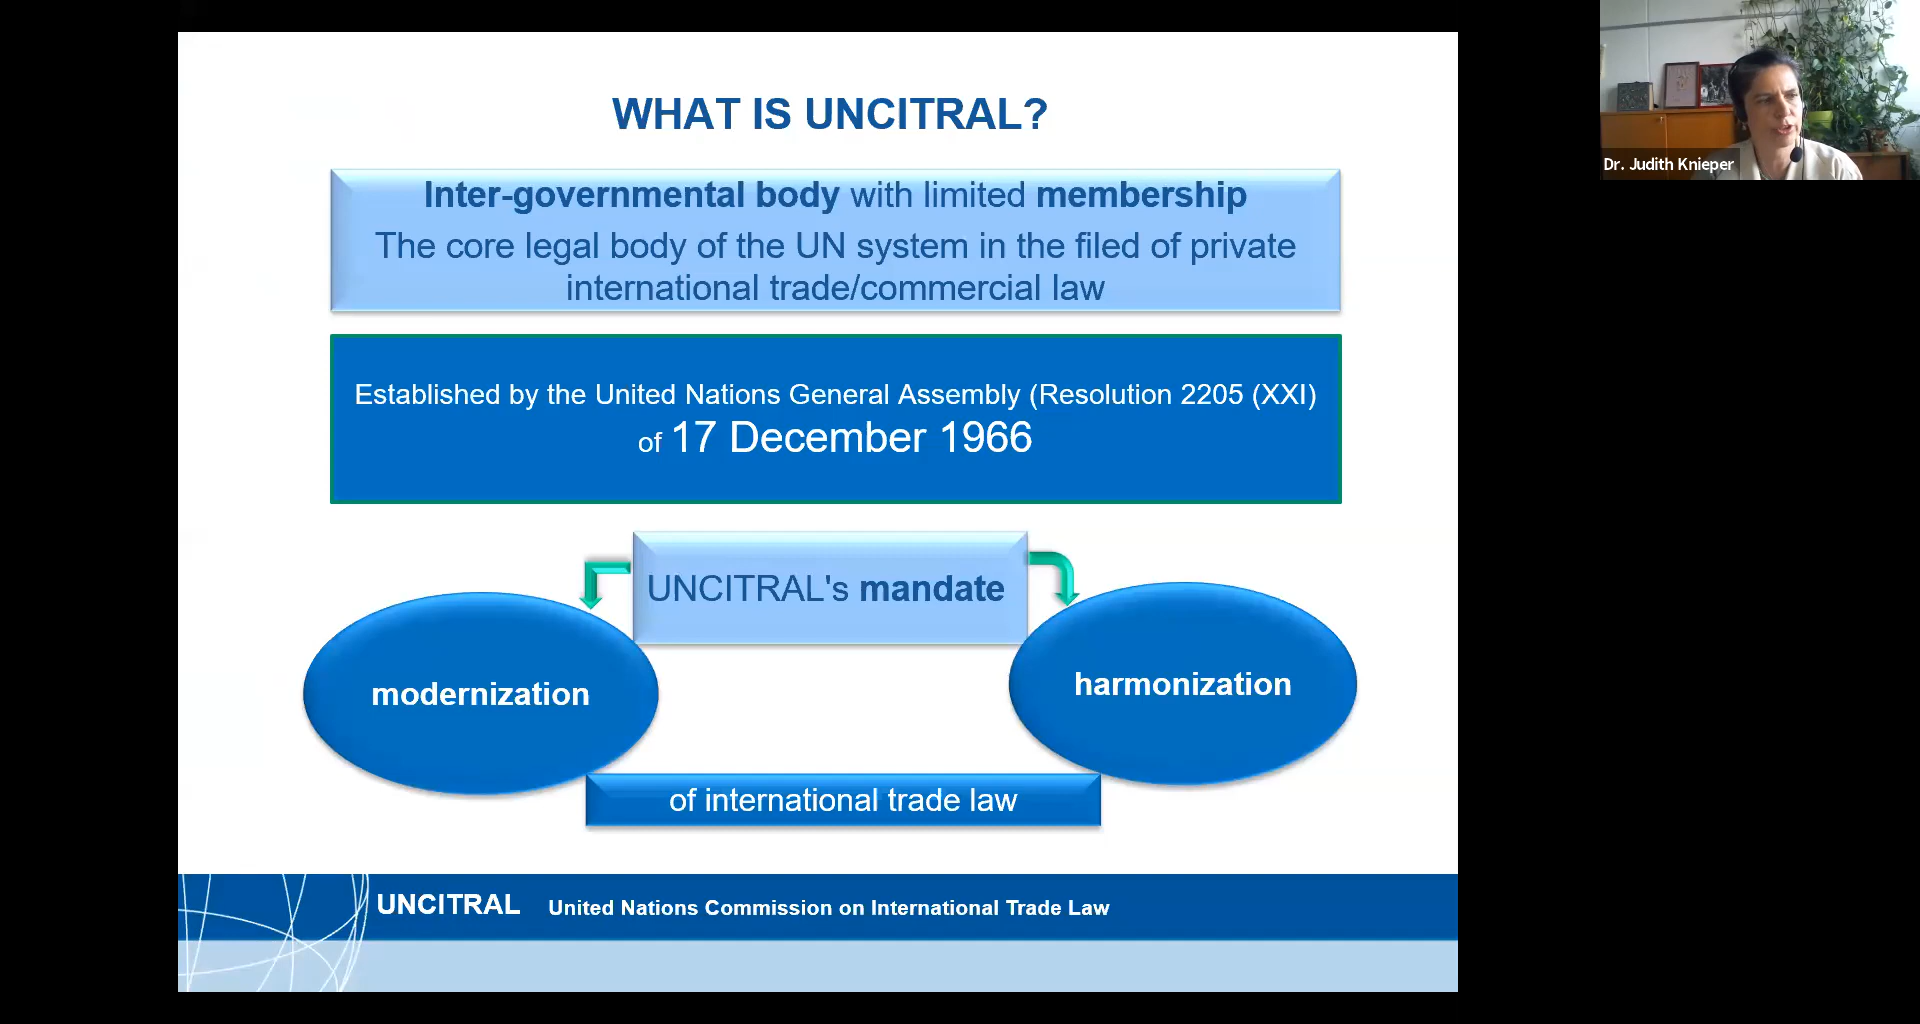 WHAT IS UNCITRAL?
Dr. Judith Knieper
Inter-governmental body with limited membership
The core legal body of the UN system in the filed of private
international trade/commercial law
Established by the United Nations General Assembly (Resolution 2205 (XXI)
of 17 December 1966
UNCITRAL's mandate
modernization
harmonization
of international trade law
UNCITRAL United Nations Commission on International Trade Law